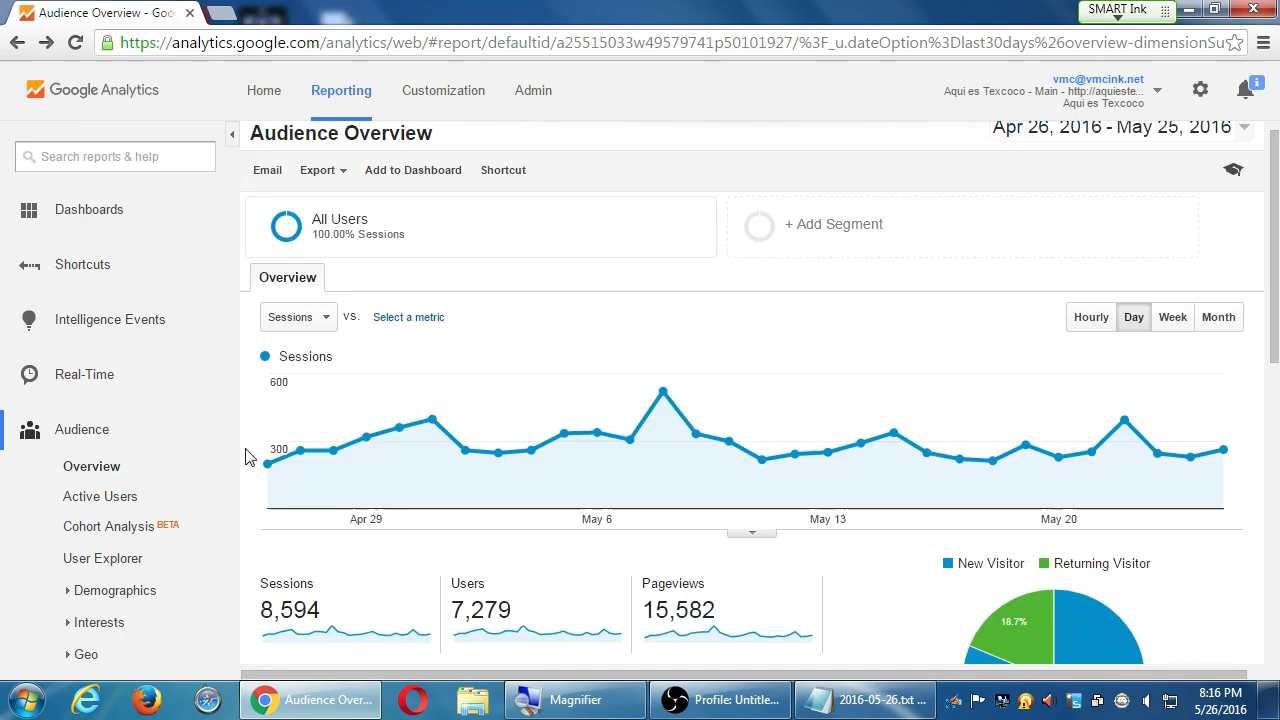 Audience Overview - Goo
SMART Ink
https://analytics.google.com/analytics/web/#report/defaultid/a25515033w49579741p50101927/%3F_u.dateOption%3Dlast30days%26overview-dimensionSu
Google Analytics
Home
Reporting
Customization
Admin
vmc@vmcink.net
Aqui es Texcoco - Main - http://aquieste...
Aqui es Texcoco
i
Search reports & help
Dashboards
Shortcuts
Intelligence Events
Real-Time
Audience
Overview
Active Users
Cohort Analysis BETA
User Explorer
Demographics
Interests
Geo
Audience Overview
Apr 26, 2016 - May 25, 2016
Email
Export
Add to Dashboard
Shortcut
All Users
100.00% Sessions
+ Add Segment
Overview
Sessions
VS.
Select a metric
Hourly
Day
Week
Month
Sessions
600
300
Apr 29
May 6
May 13
May 20
Sessions
8,594
Users
7,279
Pageviews
15,582
New Visitor
Returning Visitor
18.7%
Audience Over...
Magnifier
Profile: Untitle...
2016-05-26.txt ...
8:16 PM
5/26/2016